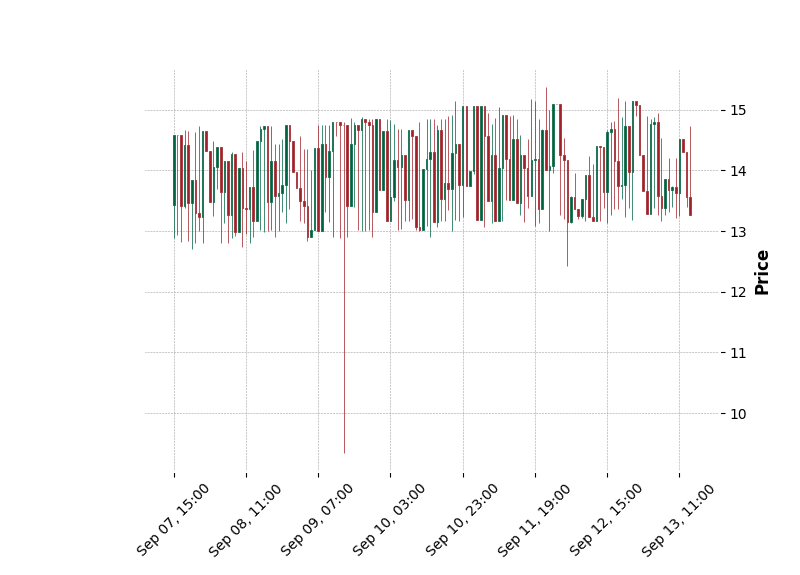 15
14
13
12
11
10
Price
Sep 07, 15:00
Sep 08, 11:00
Sep 09, 07:00
Sep 10, 03:00
Sep 10, 23:00
Sep 11, 19:00
Sep 12, 15:00
Sep 13, 11:00